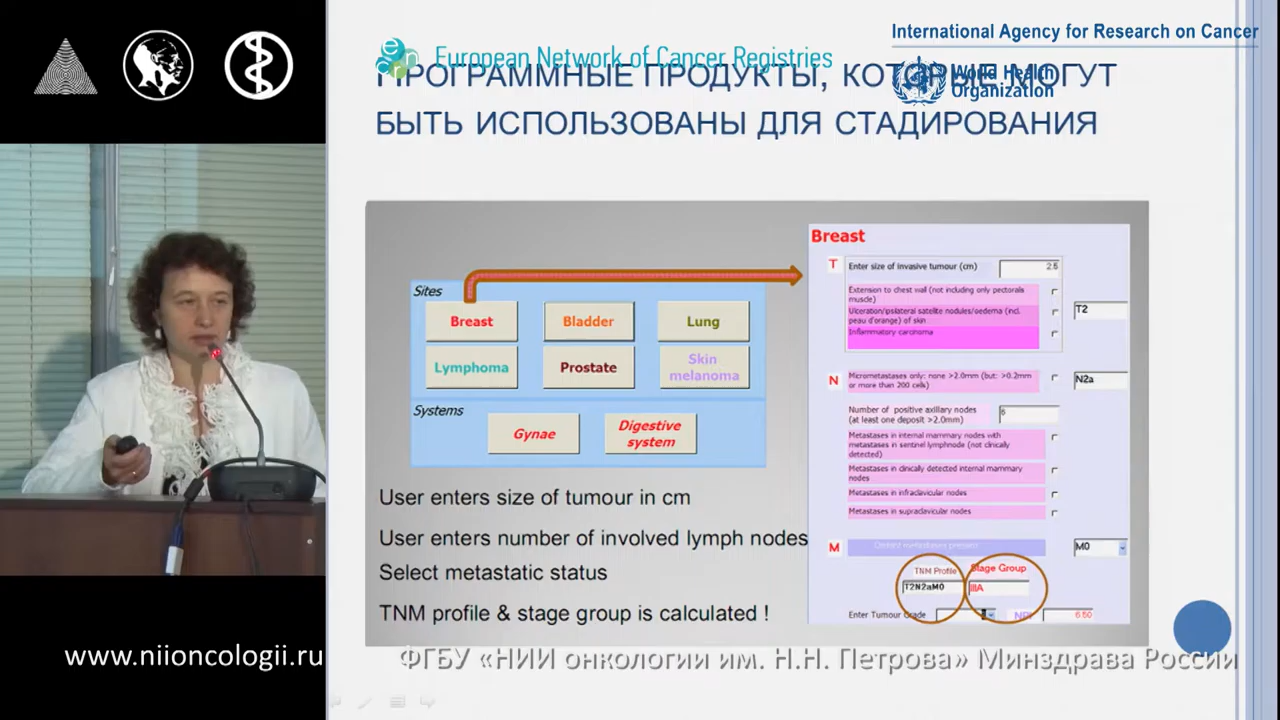 International Agency for Research on Cancer
European Network of Cancer Registries
World Health
Organization
ПРОГРАММНЫЕ ПРОДУКТЫ, КОТОРЫЕ МОГУТ
БЫТЬ ИСПОЛЬЗОВАНЫ ДЛЯ СТАДИРОВАНИЯ
Sites
Breast
Bladder
Lung
Lymphoma
Prostate
Skin
melanoma
Systems
Gynae
Digestive
system
User enters size of tumour in cm
User enters number of involved lymph nodes
Select metastatic status
TNM profile & stage group is calculated !
Breast
T
Enter size of invasive tumour (cm)
2.5
Extension to chest wall (not including only pectoralis
muscle)
Ulceration/ipsilateral satellite nodules/oedema (incl.
peau d'orange) of skin
Inflammatory carcinoma
T2
N
Micrometastases only: none >2.0mm (but: >0.2mm
or more than 200 cells)
N2a
Number of positive axillary nodes
(at least one deposit >2.0mm)
6
Metastases in internal mammary nodes with
metastases in sentinel lymphnode (not clinically
detected)
Metastases in clinically detected internal mammary
nodes
Metastases in infraclavicular nodes
Metastases in supraclavicular nodes
M
Distant metastases present
M0
TNM Profile
Stage Group
T2N2aM0
IIIA
Enter Tumour Grade
NPI
6.50
www.niioncologii.ru
ФГБУ «НИИ онкологии им. Н.Н. Петрова» Минздрава России